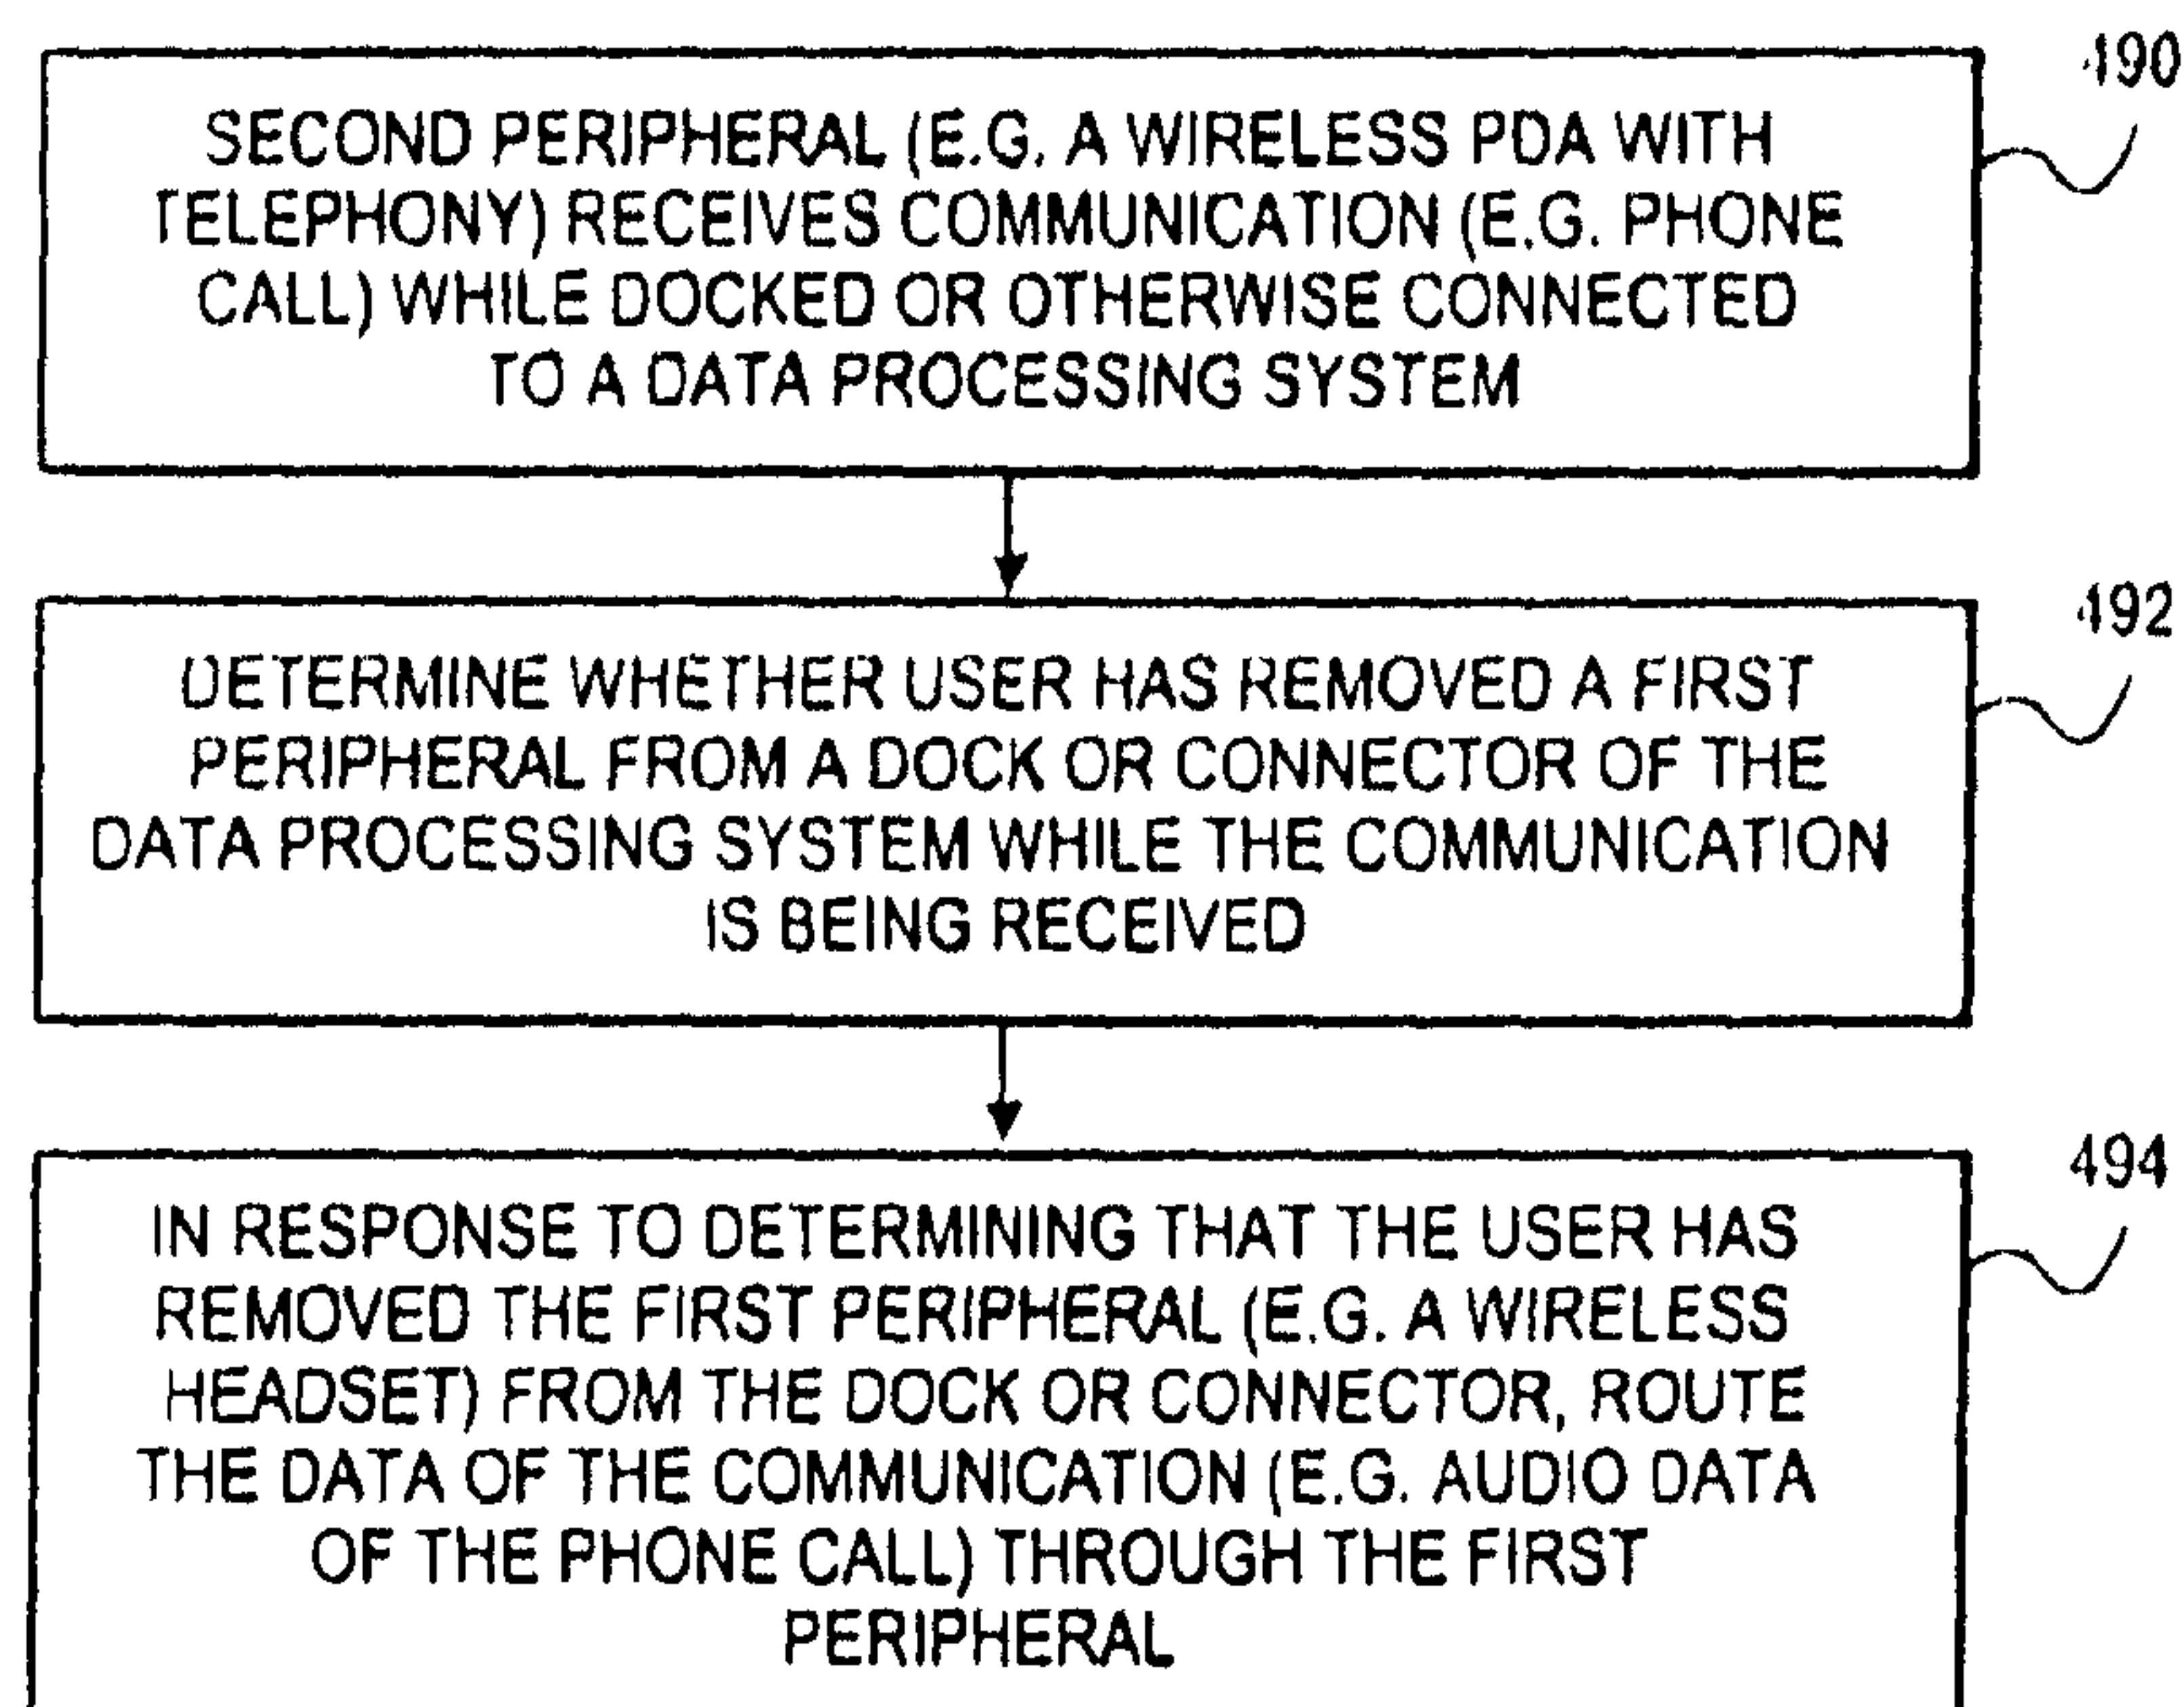 490
SECOND PERIPHERAL (E.G. A WIRELESS PDA WITH
TELEPHONY) RECEIVES COMMUNICATION (E.G. PHONE
CALL) WHILE DOCKED OR OTHERWISE CONNECTED
TO A DATA PROCESSING SYSTEM
492
DETERMINE WHETHER USER HAS REMOVED A FIRST
PERIPHERAL FROM A DOCK OR CONNECTOR OF THE
DATA PROCESSING SYSTEM WHILE THE COMMUNICATION
IS BEING RECEIVED
494
IN RESPONSE TO DETERMINING THAT THE USER HAS
REMOVED THE FIRST PERIPHERAL (E.G. A WIRELESS
HEADSET) FROM THE DOCK OR CONNECTOR, ROUTE
THE DATA OF THE COMMUNICATION (E.G. AUDIO DATA
OF THE PHONE CALL) THROUGH THE FIRST
PERIPHERAL